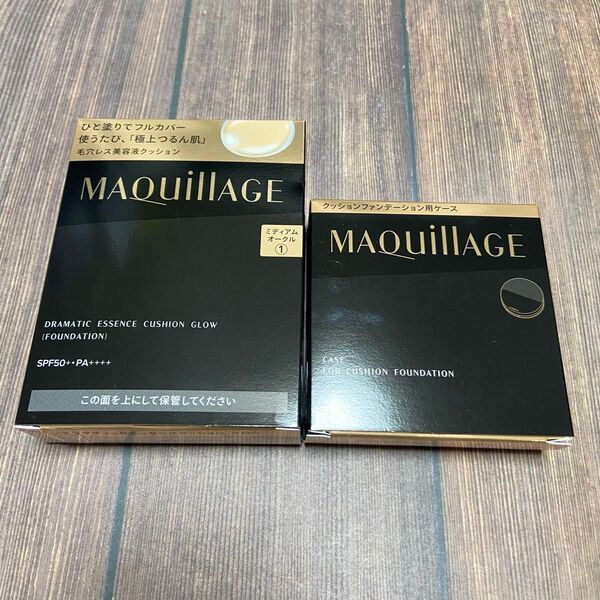 ひと塗りでフルカバー
使うたび、「極上つるん肌」
毛穴レス美容液クッション
MAQuillAGE
ミディアム
オークル
①
DRAMATIC ESSENCE CUSHION GLOW
(FOUNDATION)
SPF50+・PA++++
この面を上にして保管してください
クッションファンデーション用ケース
MAQuillAGE
CASE
FOR CUSHION FOUNDATION